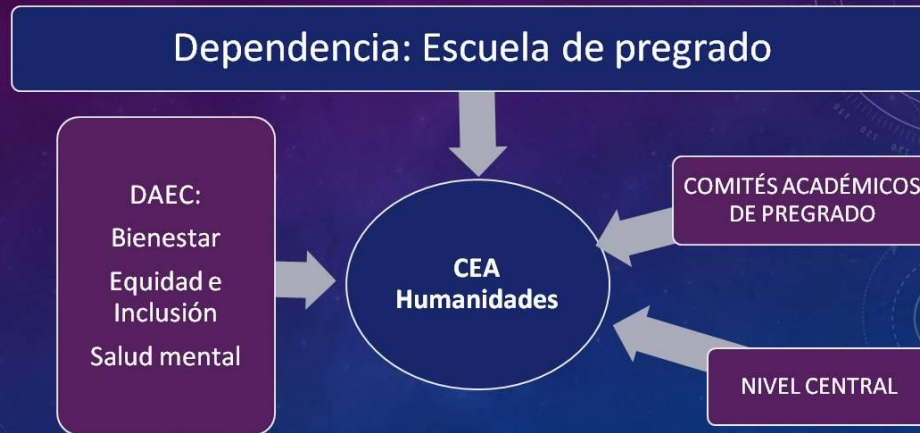 Dependencia: Escuela de pregrado
DAEC:
Bienestar
Equidad e
Inclusión
Salud mental
CEA
Humanidades
COMITÉS ACADÉMICOS
DE PREGRADO
NIVEL CENTRAL